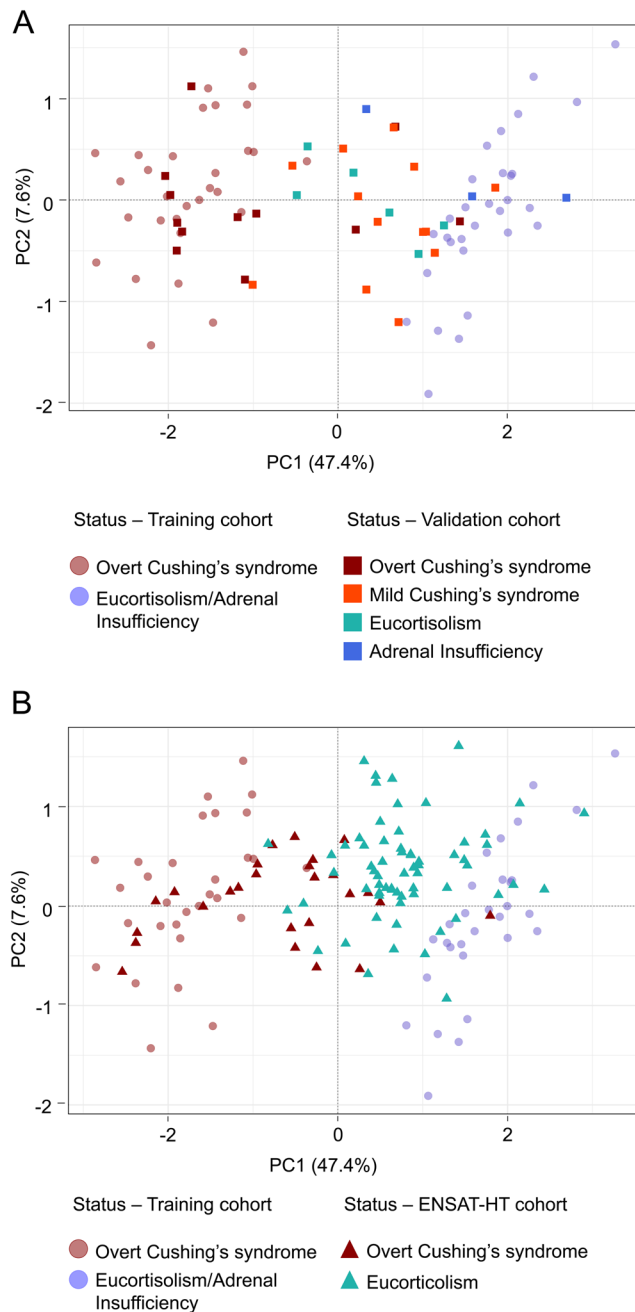 A
1
0
-1
-2
PC2 (7.6%)
-2
0
2
PC1 (47.4%)
Status – Training cohort
Overt Cushing's syndrome
Eucortisolism/Adrenal
Insufficiency
Status – Validation cohort
Overt Cushing's syndrome
Mild Cushing's syndrome
Eucortisolism
Adrenal Insufficiency
B
1
0
-1
-2
PC2 (7.6%)
-2
0
2
PC1 (47.4%)
Status – Training cohort
Overt Cushing's syndrome
Eucortisolism/Adrenal
Insufficiency
Status – ENSAT-HT cohort
Overt Cushing's syndrome
Eucorticolism